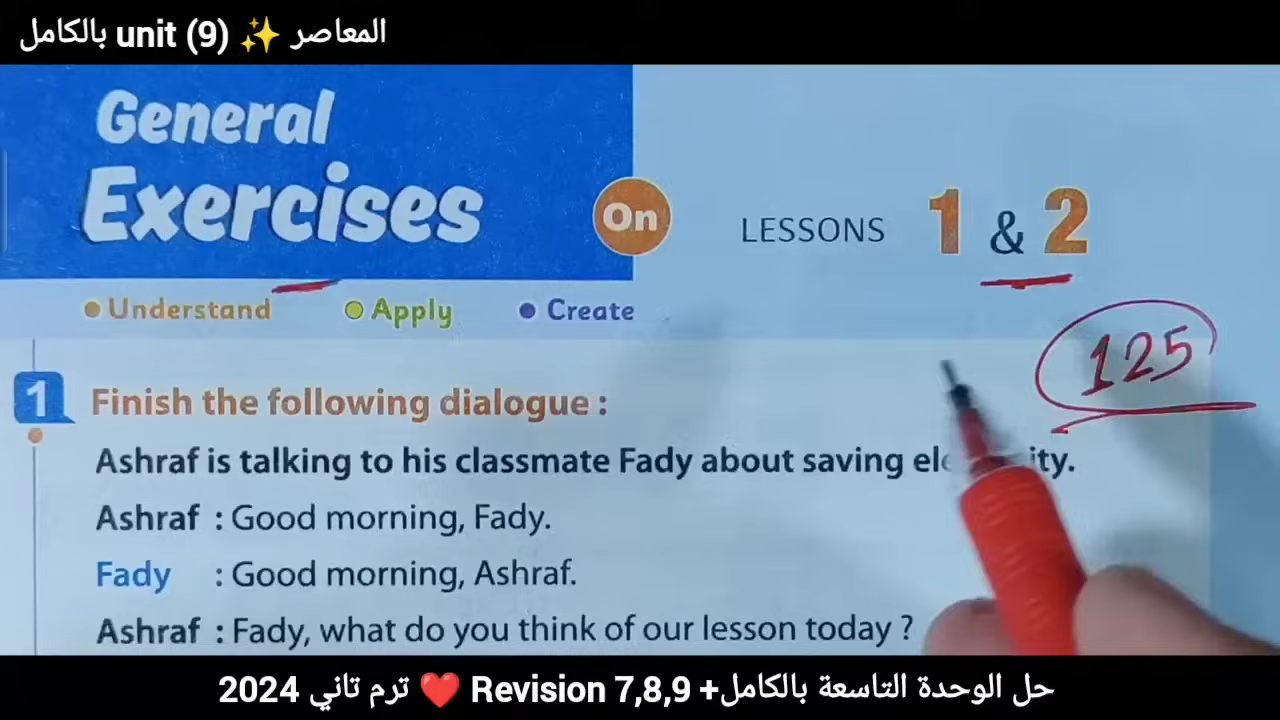 المعاصر ✨ unit (9) بالكامل
General
Exercises
On
LESSONS 1 & 2
• Understand • Apply • Create
125
1 Finish the following dialogue :
Ashraf is talking to his classmate Fady about saving
Ashraf : Good morning, Fady.
Fady : Good morning, Ashraf.
Ashraf : Fady, what do you think of our lesson today ?
حل الوحدة التاسعة بالكامل+ Revision 7,8,9 ❤️ ترم تاني 2024